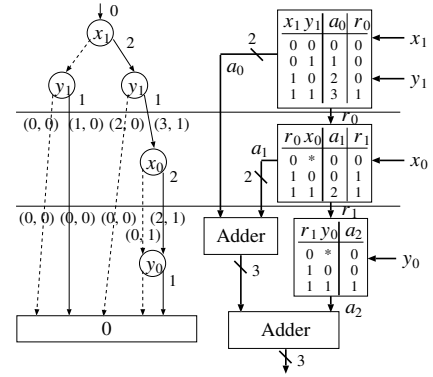 0
x1
2
y1 y1
1 1
(0, 0) (1, 0) (2, 0) (3, 1)
x0
2
(0, 0) (0, 0) (0, 0) (2, 1)
(0, 1)
y0
1
0
x1 y1 a0 r0
0 0 0 0
0 1 1 0
1 0 2 0
1 1 3 1
x1
y1
2
a0
r0
r0 x0 a1 r1
0 * 0 0
1 0 0 1
1 1 2 1
x0
a1
2
r1
r1 y0 a2
0 * 0
1 0 0
1 1 1
y0
Adder
3
a2
Adder
3